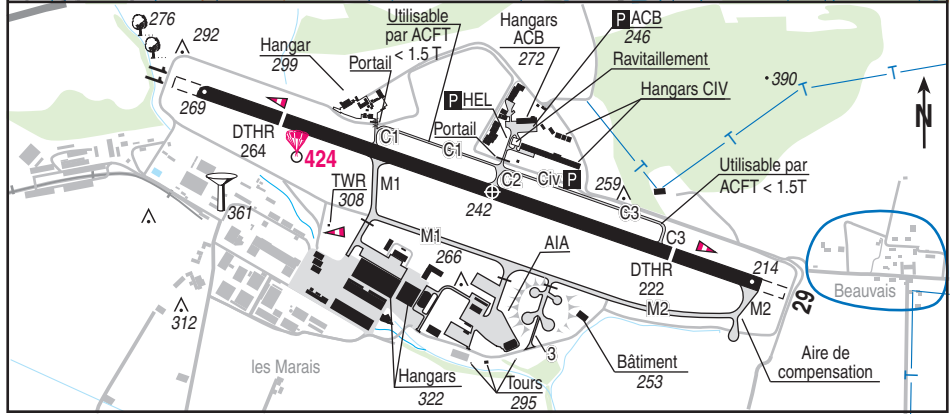 276
292
Hangar
299
Portail
Utilisable
par ACFT
< 1.5 T
Hangars
ACB
272
P ACB
246
Ravitaillement
390
Hangars CIV
P HEL
Portail
N
269
DTHR
264
424
C1
C1
C2
Civ. P
259
C3
Utilisable par
ACFT < 1.5T
361
TWR
308
M1
242
C3
M1
266
AIA
DTHR
222
214
29
Beauvais
M2
M2
312
les Marais
Hangars
322
Tours
295
3
Bâtiment
253
Aire de
compensation